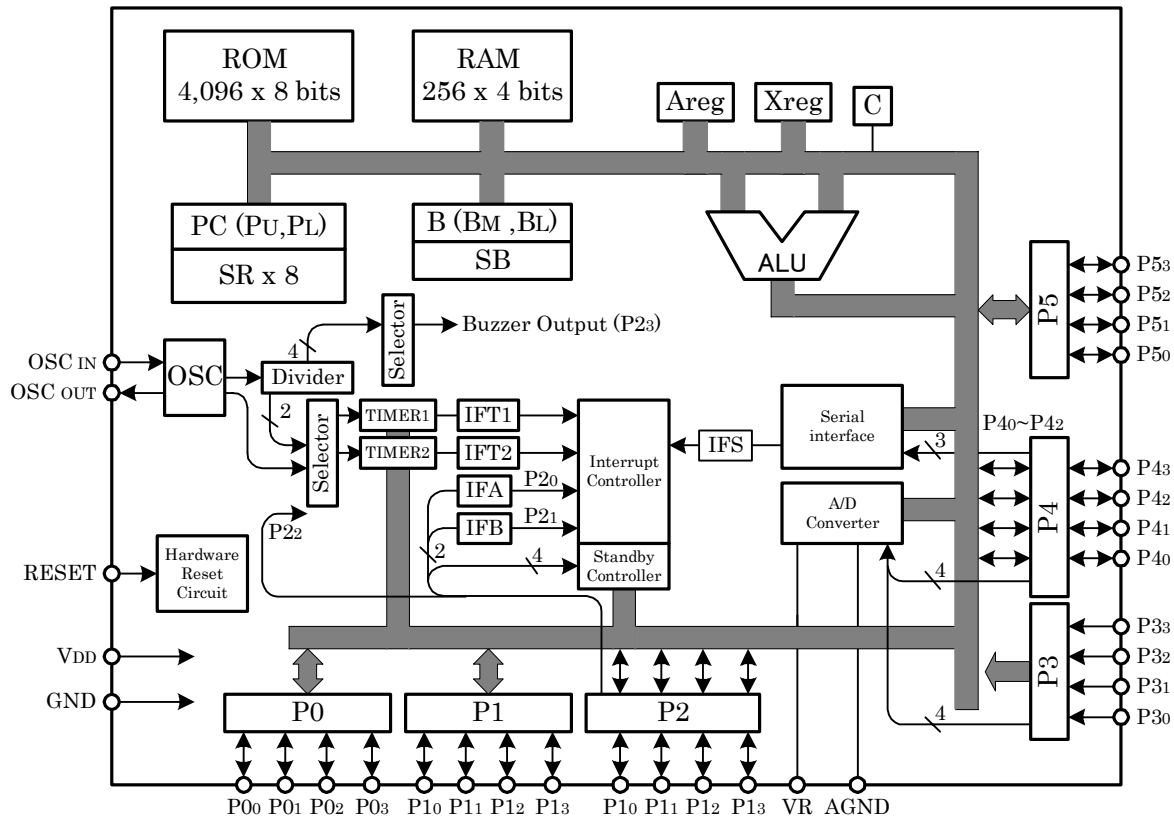 ROM
4,096 x 8 bits
RAM
256 x 4 bits
Areg
Xreg
C
PC (PU,PL)
SR x 8
B (BM ,BL)
SB
ALU
P5
P53
P52
P51
P50
Selector
Buzzer Output (P23)
4
OSC IN
OSC OUT
OSC
Divider
2
Selector
TIMER1
TIMER2
IFT1
IFT2
IFA
IFB
P20
P21
P22
2
4
Interrupt
Controller
Standby
Controller
IFS
Serial
interface
A/D
Converter
P40~P42
3
4
P4
P43
P42
P41
P40
RESET
Hardware
Reset
Circuit
VDD
GND
P3
4
P33
P32
P31
P30
P0
P1
P2
P00 P01 P02 P03 P10 P11 P12 P13 P10 P11 P12 P13 VR AGND